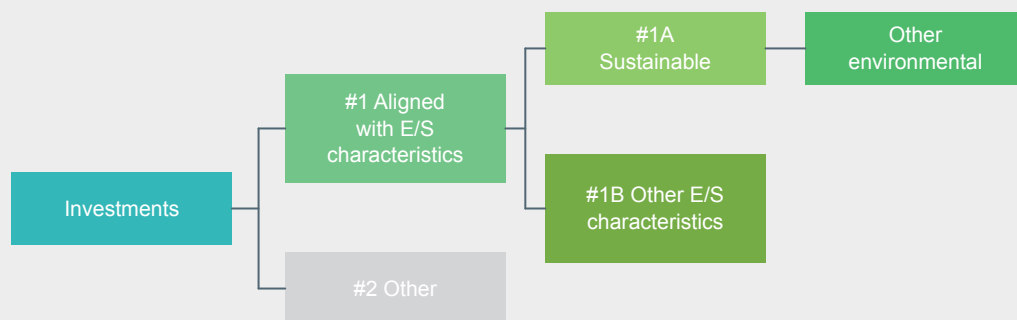 Investments
#1 Aligned
with E/S
characteristics
#2 Other
#1A
Sustainable
#1B Other E/S
characteristics
Other
environmental